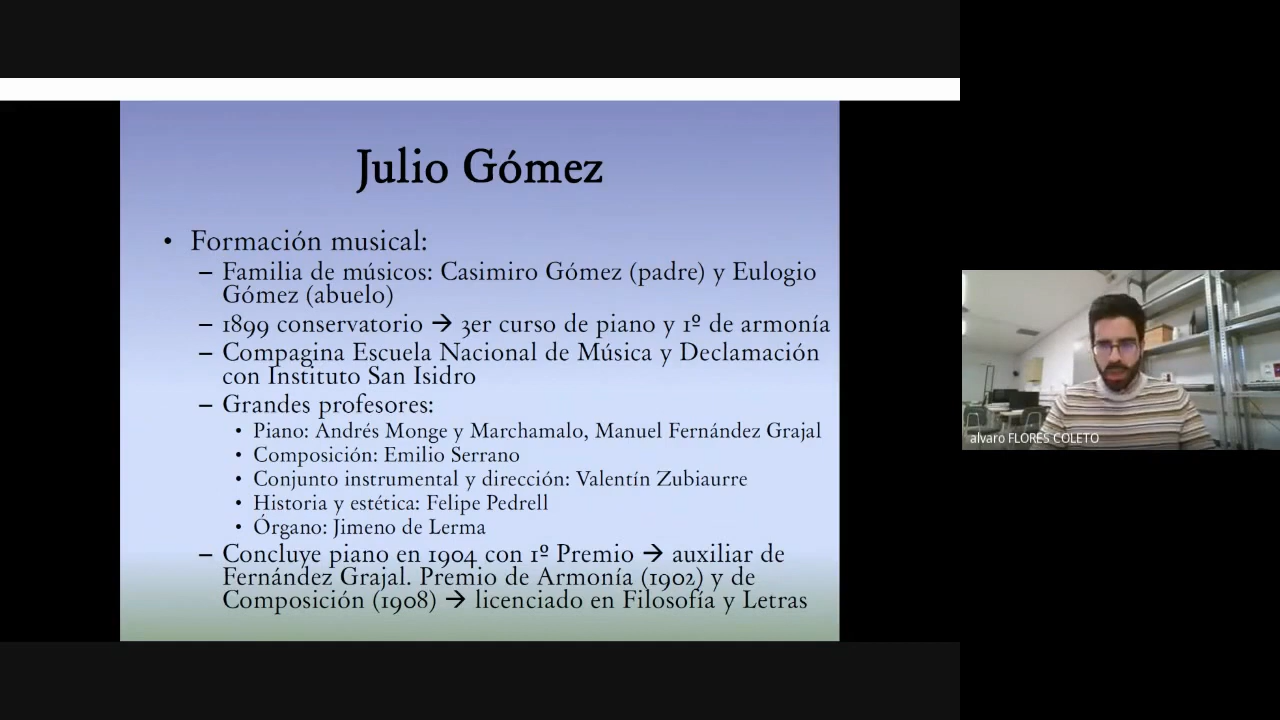 Julio Gómez
• Formación musical:
– Familia de músicos: Casimiro Gómez (padre) y Eulogio
Gómez (abuelo)
– 1899 conservatorio → 3er curso de piano y 1º de armonía
– Compagina Escuela Nacional de Música y Declamación
con Instituto San Isidro
– Grandes profesores:
• Piano: Andrés Monge y Marchamalo, Manuel Fernández Grajal
• Composición: Emilio Serrano
• Conjunto instrumental y dirección: Valentín Zubiaurre
• Historia y estética: Felipe Pedrell
• Órgano: Jimeno de Lerma
– Concluye piano en 1904 con 1º Premio → auxiliar de
Fernández Grajal. Premio de Armonía (1902) y de
Composición (1908) → licenciado en Filosofía y Letras
alvaro FLORES COLETO